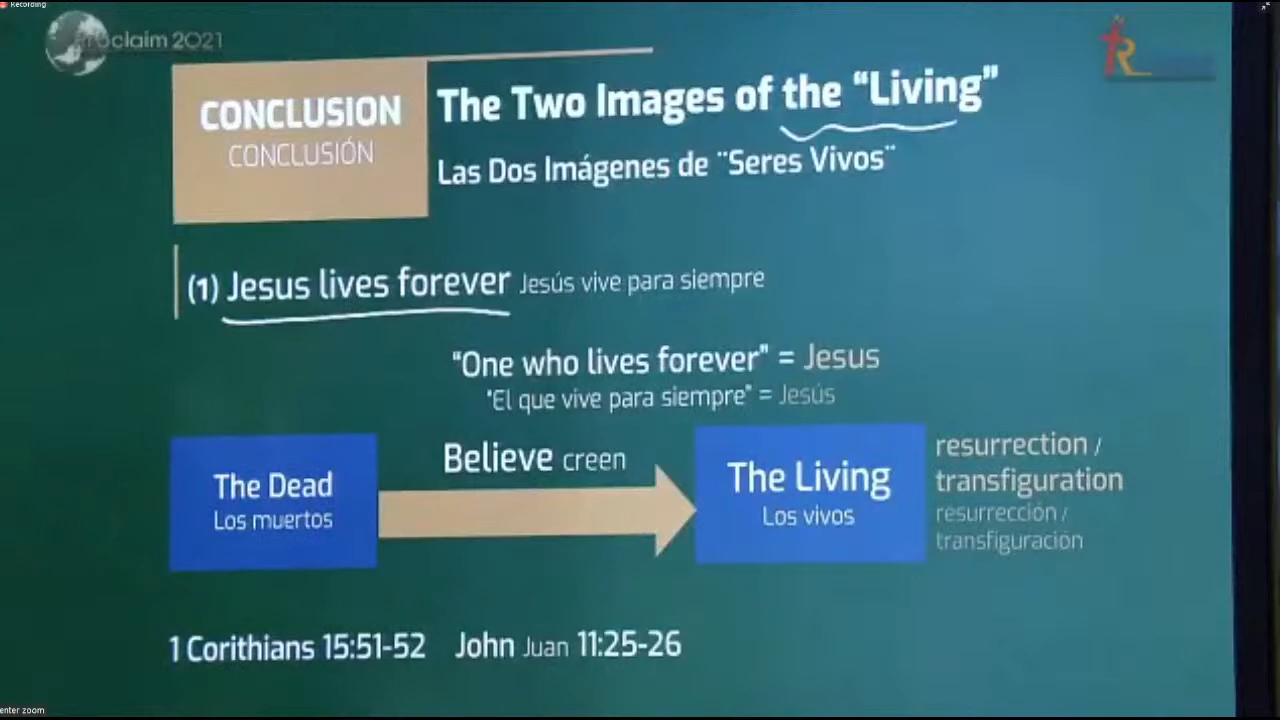 Recording
Proclaim 2021
R
CONCLUSION
CONCLUSIÓN
The Two Images of the “Living”
Las Dos Imágenes de ¨Seres Vivos¨
(1) Jesus lives forever Jesús vive para siempre
“One who lives forever” = Jesus
"El que vive para siempre" = Jesús
The Dead
Los muertos
Believe creen
The Living
Los vivos
resurrection /
transfiguration
resurrección /
transfiguración
1 Corithians 15:51-52 John Juan 11:25-26
enter zoom